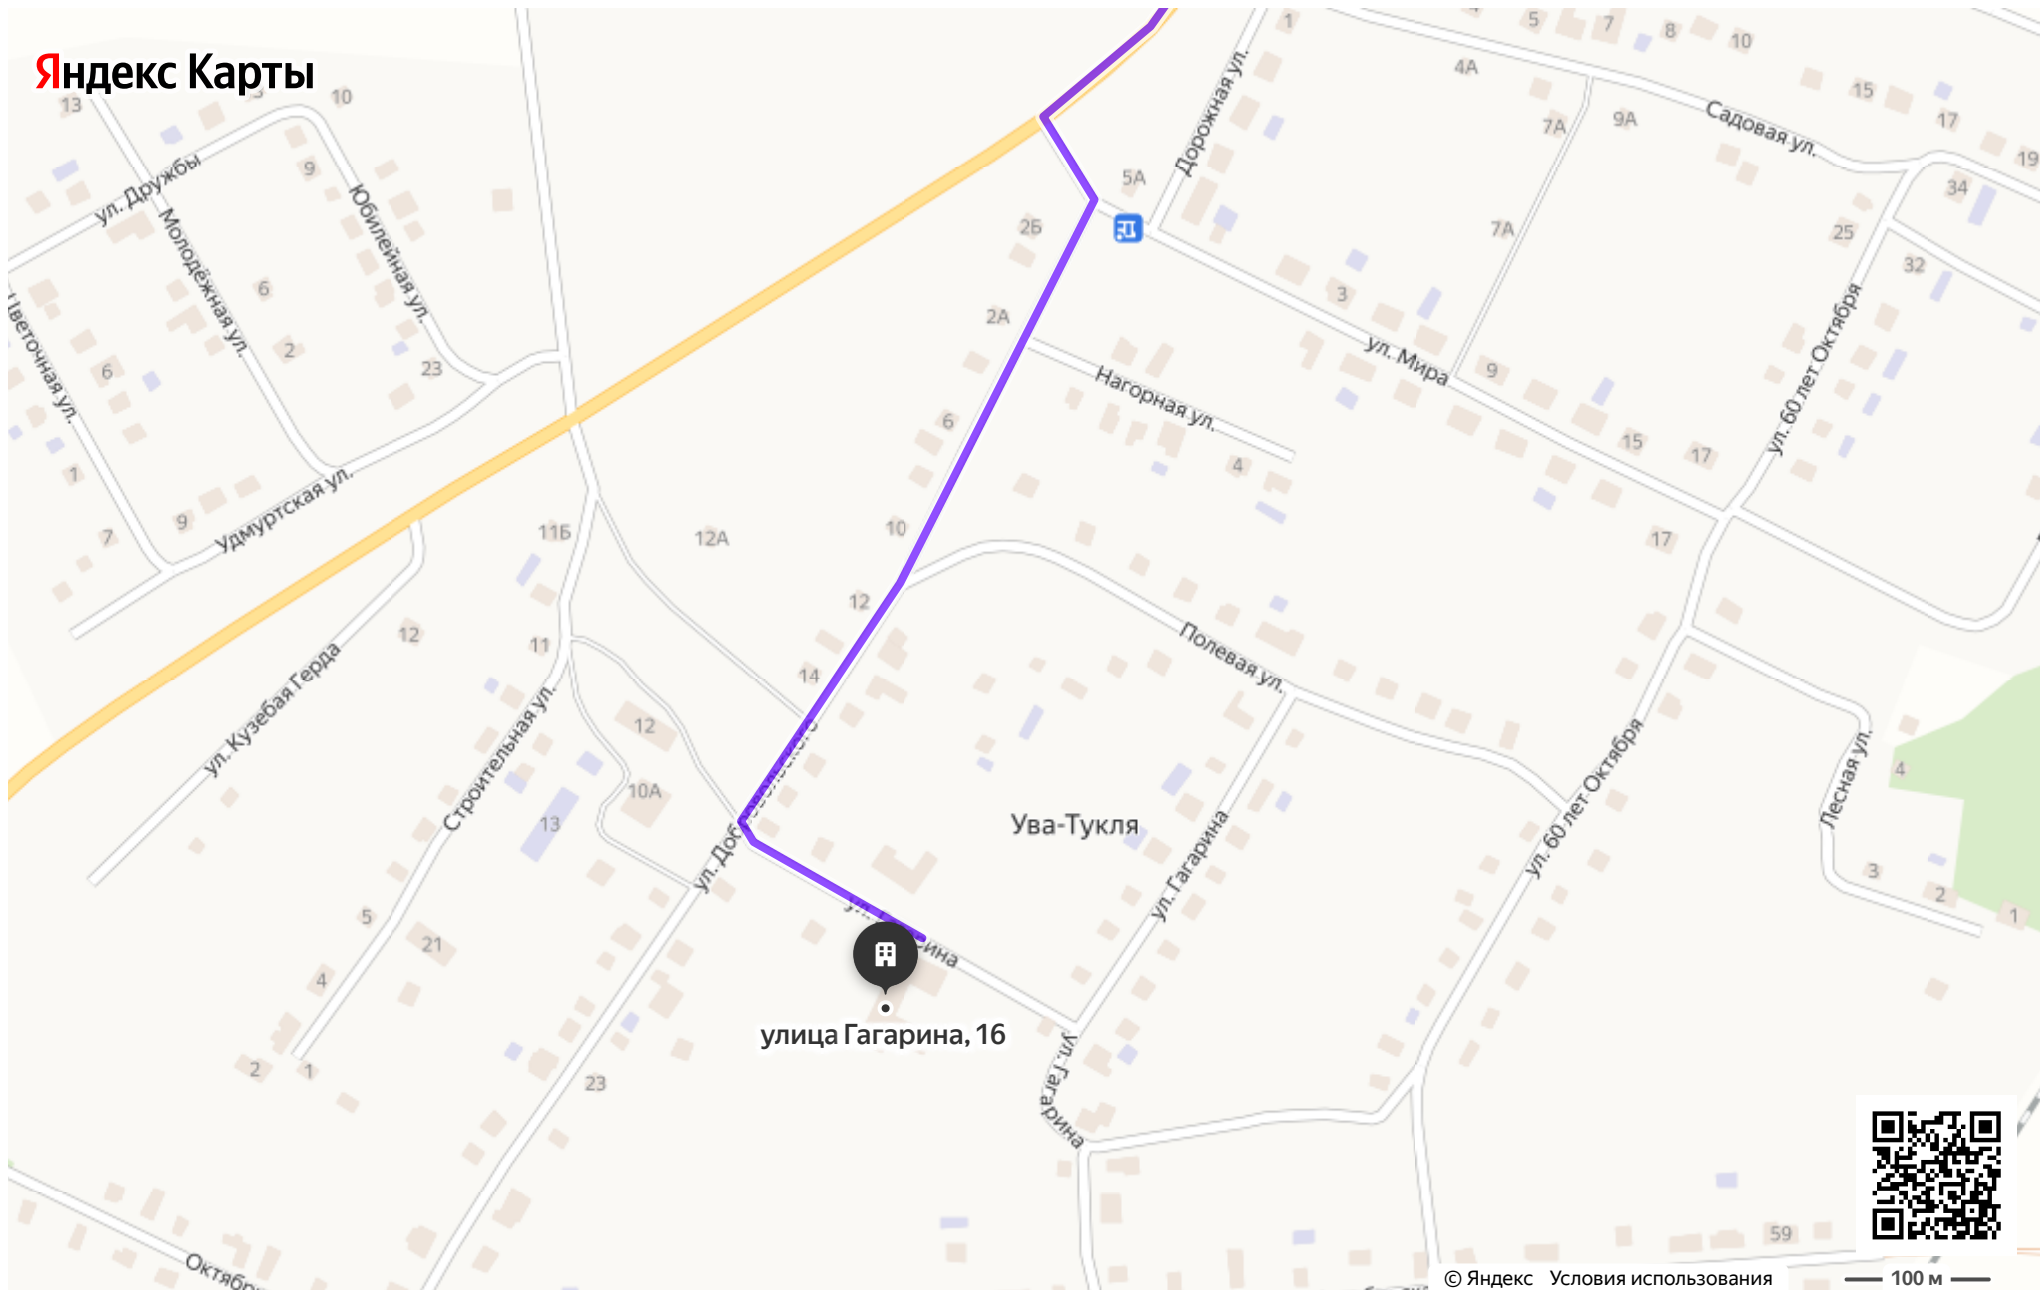 Яндекс Карты
13
10
9
ул. Дружбы
Юбилейная ул.
Молодёжная ул.
6
2
23
6
1
7
9
Удмуртская ул.
1
5
7
8
10
4А
Дорожная ул.
15
17
19
7А
9А
Садовая ул.
5А
2Б
34
7А
25
32
3
2А
ул. Мира
9
ул. 60 лет Октября
Нагорная ул.
6
4
15
17
17
11Б
12А
10
12
12
11
14
Полевая ул.
ул. Кузебая Герда
Строительная ул.
12
10А
13
Ува-Тукля
ул. Гагарина
ул. 60 лет Октября
Лесная ул.
4
3
2
1
5
21
4
2
1
23
улица Гагарина, 16
ул. Гагарина
59
© Яндекс Условия использования
100 м